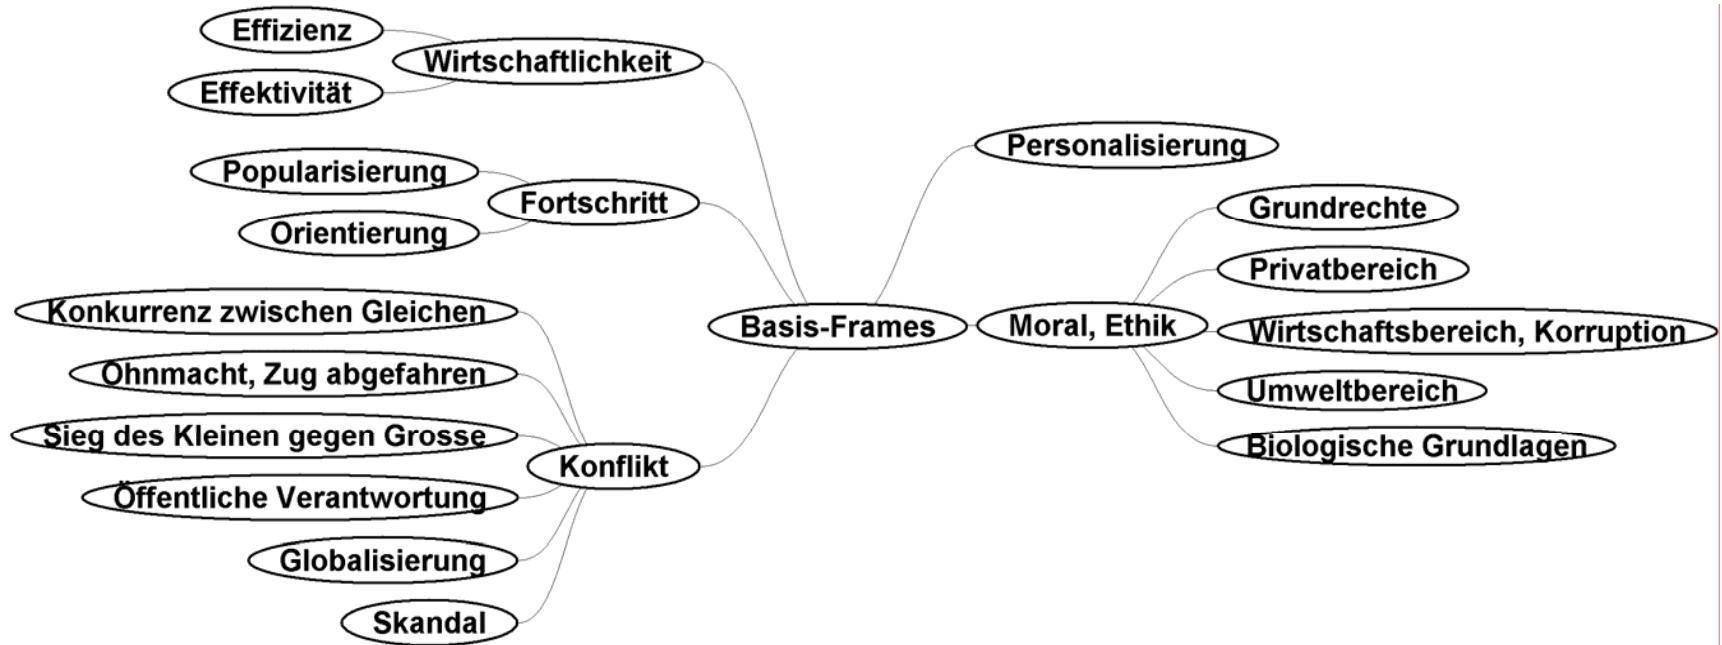 Effizienz
Wirtschaftlichkeit
Effektivität
Popularisierung
Fortschritt
Orientierung
Konkurrenz zwischen Gleichen
Ohnmacht, Zug abgefahren
Sieg des Kleinen gegen Grosse
Konflikt
Öffentliche Verantwortung
Globalisierung
Skandal
Basis-Frames
Personalisierung
Moral, Ethik
Grundrechte
Privatbereich
Wirtschaftsbereich, Korruption
Umweltbereich
Biologische Grundlagen